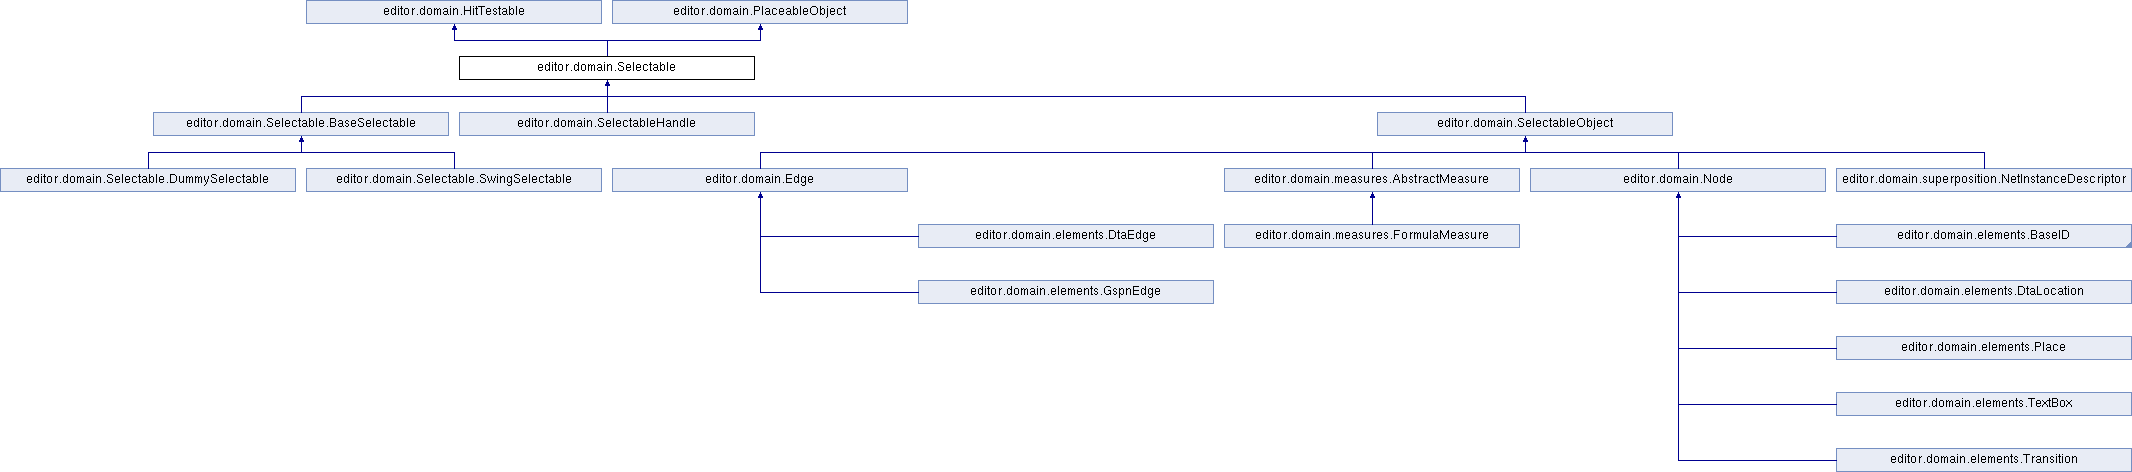 editor.domain.HitTestable
editor.domain.PlaceableObject
editor.domain.Selectable
editor.domain.Selectable.BaseSelectable
editor.domain.SelectableHandle
editor.domain.SelectableObject
editor.domain.Selectable.DummySelectable
editor.domain.Selectable.SwingSelectable
editor.domain.Edge
editor.domain.measures.AbstractMeasure
editor.domain.Node
editor.domain.superposition.NetInstanceDescriptor
editor.domain.elements.DtaEdge
editor.domain.measures.FormulaMeasure
editor.domain.elements.BaseID
editor.domain.elements.GspnEdge
editor.domain.elements.DtaLocation
editor.domain.elements.Place
editor.domain.elements.TextBox
editor.domain.elements.Transition